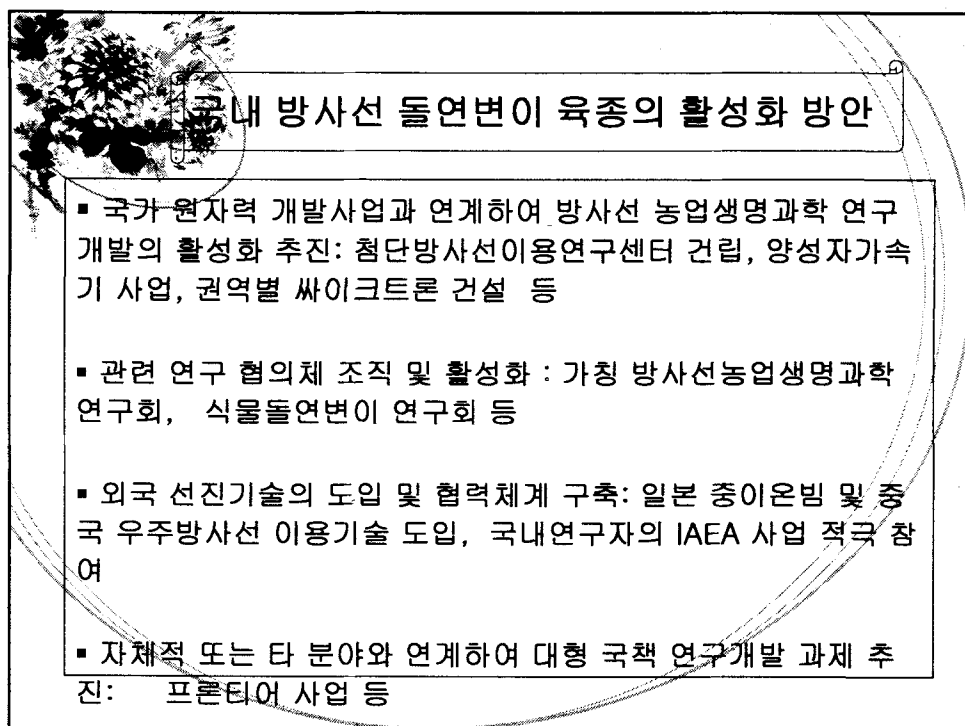 국내 방사선 돌연변이 육종의 활성화 방안
▪ 국가 원자력 개발사업과 연계하여 방사선 농업생명과학 연구
개발의 활성화 추진: 첨단방사선이용연구센터 건립, 양성자가속
기 사업, 권역별 싸이크트론 건설 등
▪ 관련 연구 협의체 조직 및 활성화 : 가칭 방사선농업생명과학
연구회, 식물돌연변이 연구회 등
▪ 외국 선진기술의 도입 및 협력체계 구축: 일본 중이온빔 및 중
국 우주방사선 이용기술 도입, 국내연구자의 IAEA 사업 적극 참
여
▪ 자체적 또는 타 분야와 연계하여 대형 국책 연구개발 과제 추
진: 프론티어 사업 등